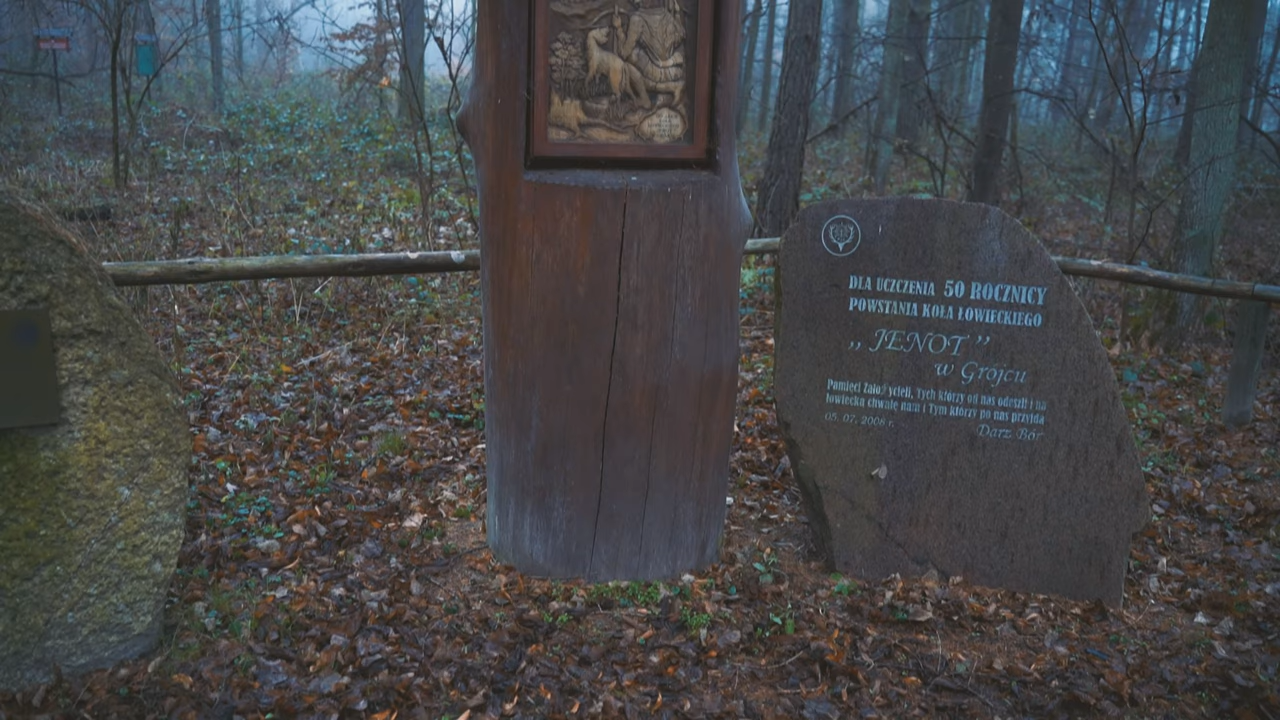 DLA UCZCZENIA 50 ROCZNICY
POWSTANIA KOŁA ŁOWIECKIEGO
„ JENOT ”
w Grójcu
Pamięci Założycieli, Tych którzy od nas odeszli i na
łowiecką chwałę nam i Tym którzy po nas przyjdą
05. 07. 2008 r.
Darz Bór